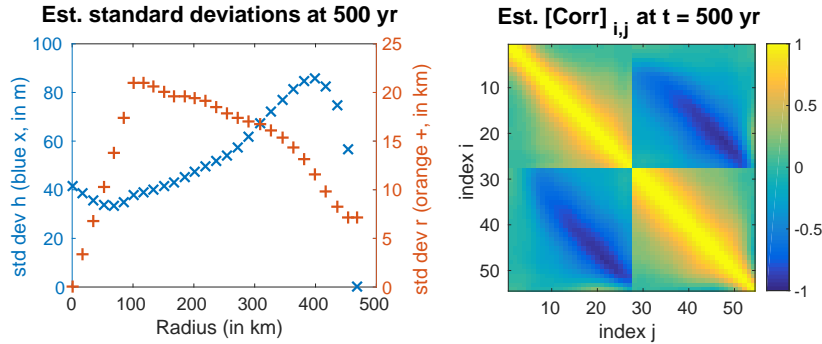 Est. standard deviations at 500 yr
100
80
60
40
20
0
std dev h (blue x, in m)
25
20
15
10
5
0
std dev r (orange +, in km)
0 100 200 300 400 500
Radius (in km)
Est. [Corr] i,j at t = 500 yr
10
20
30
40
50
index i
10 20 30 40 50
index j
1
0.5
0
-0.5
-1